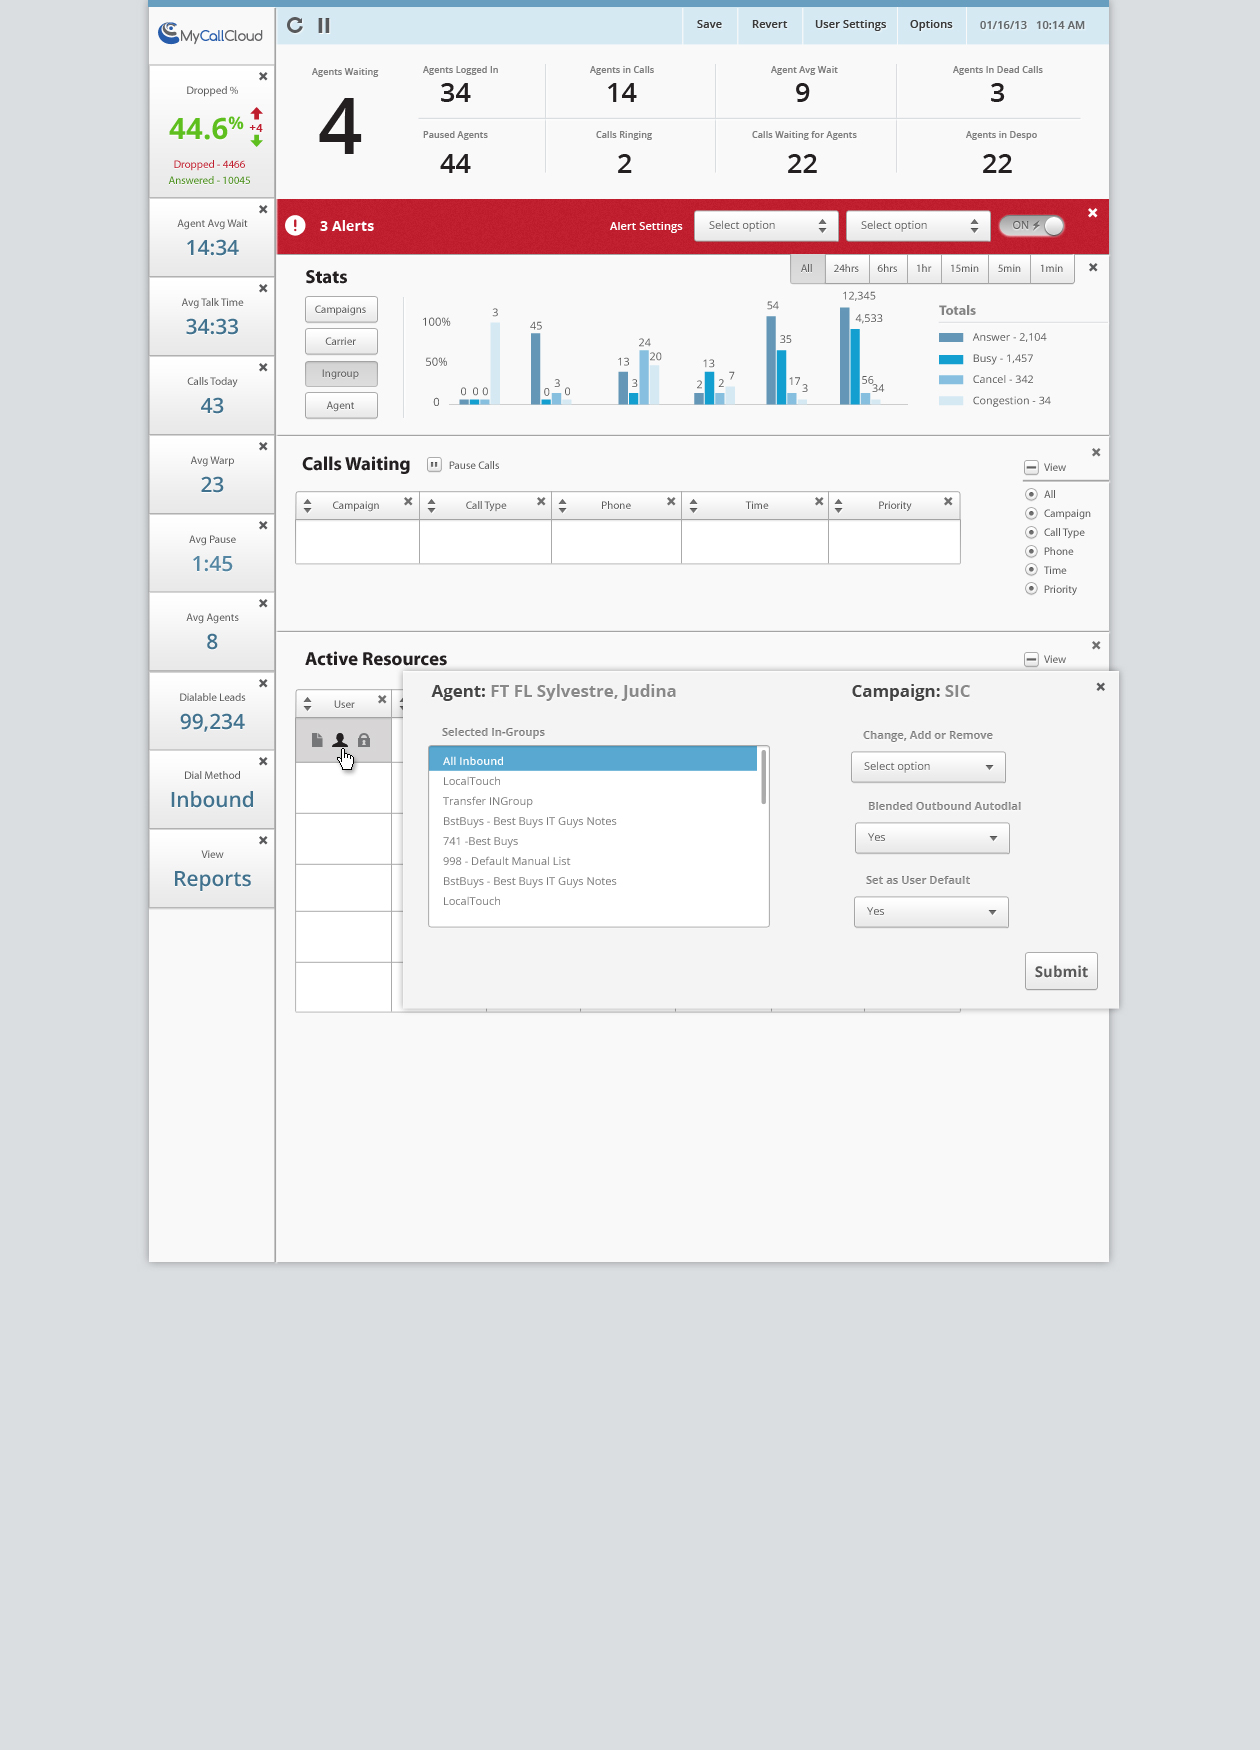 MyCallCloud
Save
Revert
User Settings
Options
01/16/13 10:14 AM
Dropped %
44.6%
+4
Dropped - 4466
Answered - 10045
Agent Avg Wait
14:34
Avg Talk Time
34:33
Calls Today
43
Avg Warp
23
Avg Pause
1:45
Avg Agents
8
Dialable Leads
99,234
Dial Method
Inbound
View
Reports
Agents Waiting
4
Agents Logged In
34
Agents in Calls
14
Agent Avg Wait
9
Agents In Dead Calls
3
Paused Agents
44
Calls Ringing
2
Calls Waiting for Agents
22
Agents in Despo
22
3 Alerts
Alert Settings
Select option
Select option
ON
Stats
All
24hrs
6hrs
1hr
15min
5min
1min
Campaigns
Carrier
Ingroup
Agent
100%
50%
0
0 0 0 3
45 0 3 0
13 3 24 20
2 13 2 7
54 35 17 3
12,345 4,533 56 34
Totals
Answer - 2,104
Busy - 1,457
Cancel - 342
Congestion - 34
Calls Waiting
Pause Calls
Campaign
Call Type
Phone
Time
Priority
View
All
Campaign
Call Type
Phone
Time
Priority
Active Resources
View
User
Agent: FT FL Sylvestre, Judina
Selected In-Groups
All Inbound
LocalTouch
Transfer INGroup
BstBuys - Best Buys IT Guys Notes
741 -Best Buys
998 - Default Manual List
BstBuys - Best Buys IT Guys Notes
LocalTouch
Campaign: SIC
Change, Add or Remove
Select option
Blended Outbound Autodial
Yes
Set as User Default
Yes
Submit